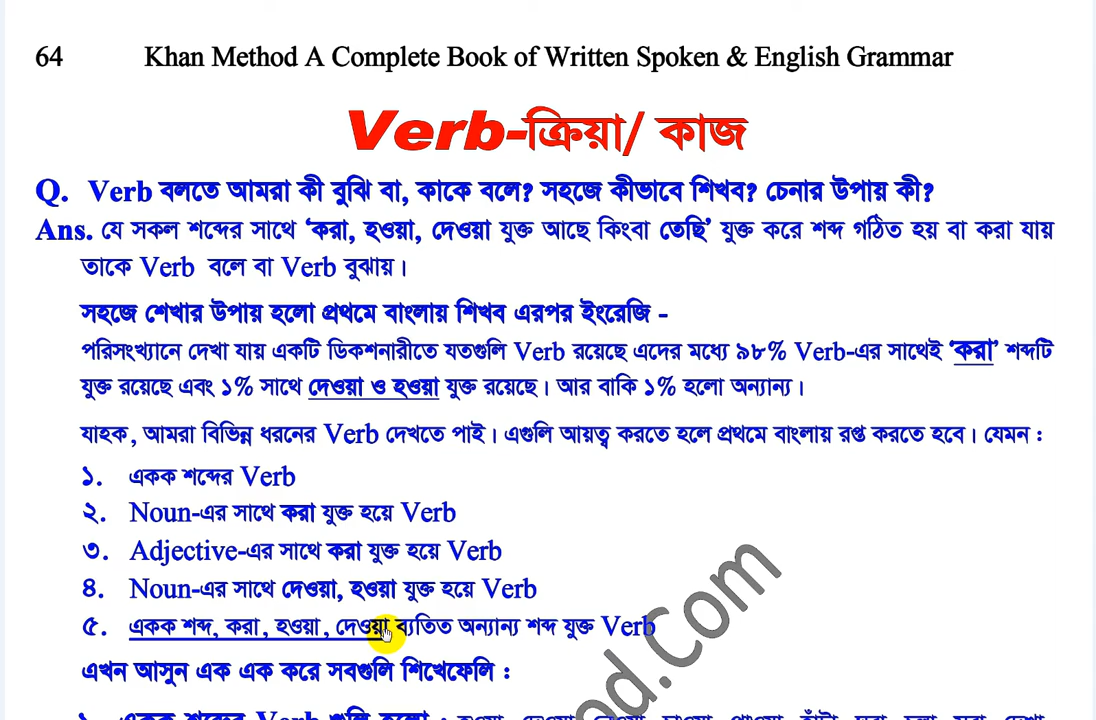 64 Khan Method A Complete Book of Written Spoken & English Grammar
Verb-ক্রিয়া/ কাজ
Q. Verb বলতে আমরা কী বুঝি বা, কাকে বলে? সহজে কীভাবে শিখব? চেনার উপায় কী?
Ans. যে সকল শব্দের সাথে ‘করা, হওয়া, দেওয়া যুক্ত আছে কিংবা তেছি’ যুক্ত করে শব্দ গঠিত হয় বা করা যায়
তাকে Verb বলে বা Verb বুঝায়।
সহজে শেখার উপায় হলো প্রথমে বাংলায় শিখব এরপর ইংরেজি -
পরিসংখ্যানে দেখা যায় একটি ডিকশনারীতে যতগুলি Verb রয়েছে এদের মধ্যে ৯৮% Verb-এর সাথেই ‘করা’ শব্দটি
যুক্ত রয়েছে এবং ১% সাথে দেওয়া ও হওয়া যুক্ত রয়েছে। আর বাকি ১% হলো অন্যান্য।
যাহক, আমরা বিভিন্ন ধরনের Verb দেখতে পাই। এগুলি আয়ত্ব করতে হলে প্রথমে বাংলায় রপ্ত করতে হবে। যেমন :
১. একক শব্দের Verb
২. Noun-এর সাথে করা যুক্ত হয়ে Verb
৩. Adjective-এর সাথে করা যুক্ত হয়ে Verb
৪. Noun-এর সাথে দেওয়া, হওয়া যুক্ত হয়ে Verb
৫. একক শব্দ, করা, হওয়া, দেওয়া ব্যতিত অন্যান্য শব্দ যুক্ত Verb
এখন আসুন এক এক করে সবগুলি শিখেফেলি :
od.Com